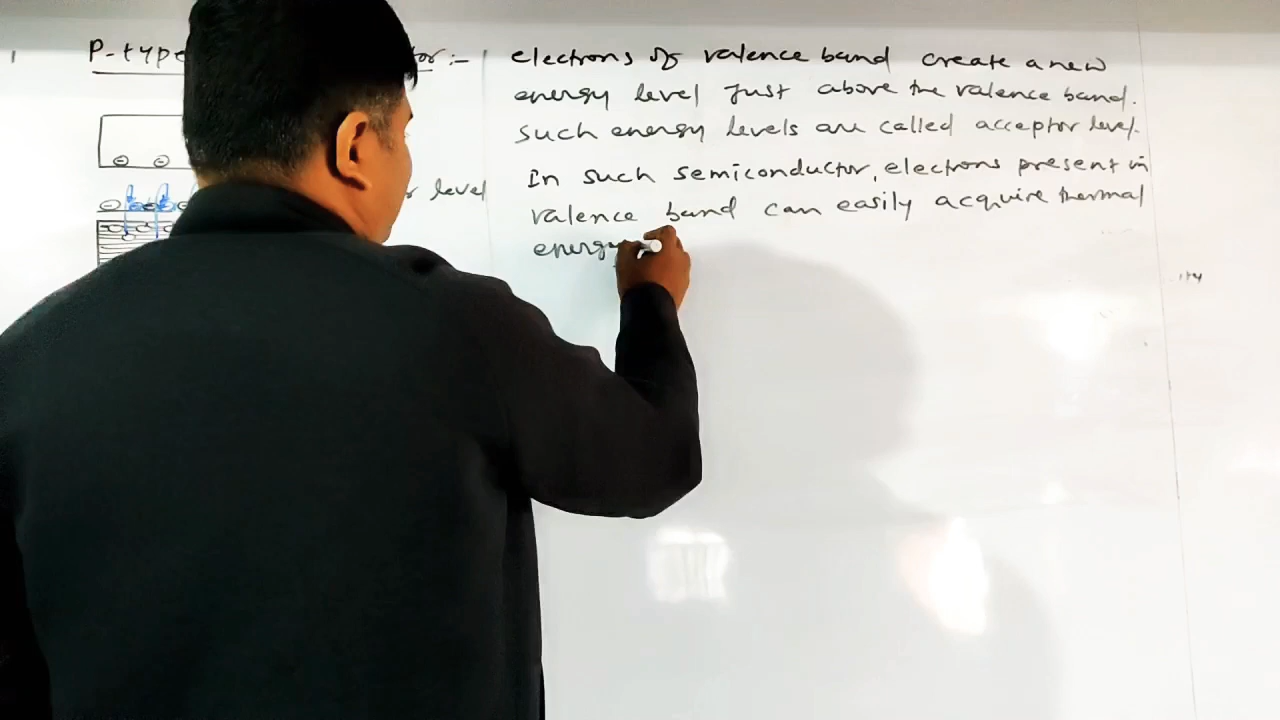 P-type tor :-
r level
electrons of valence band create a new
energy level just above the valence band.
Such energy levels are called acceptor level.
In such semiconductor, electrons present in
valence band can easily acquire thermal
energy